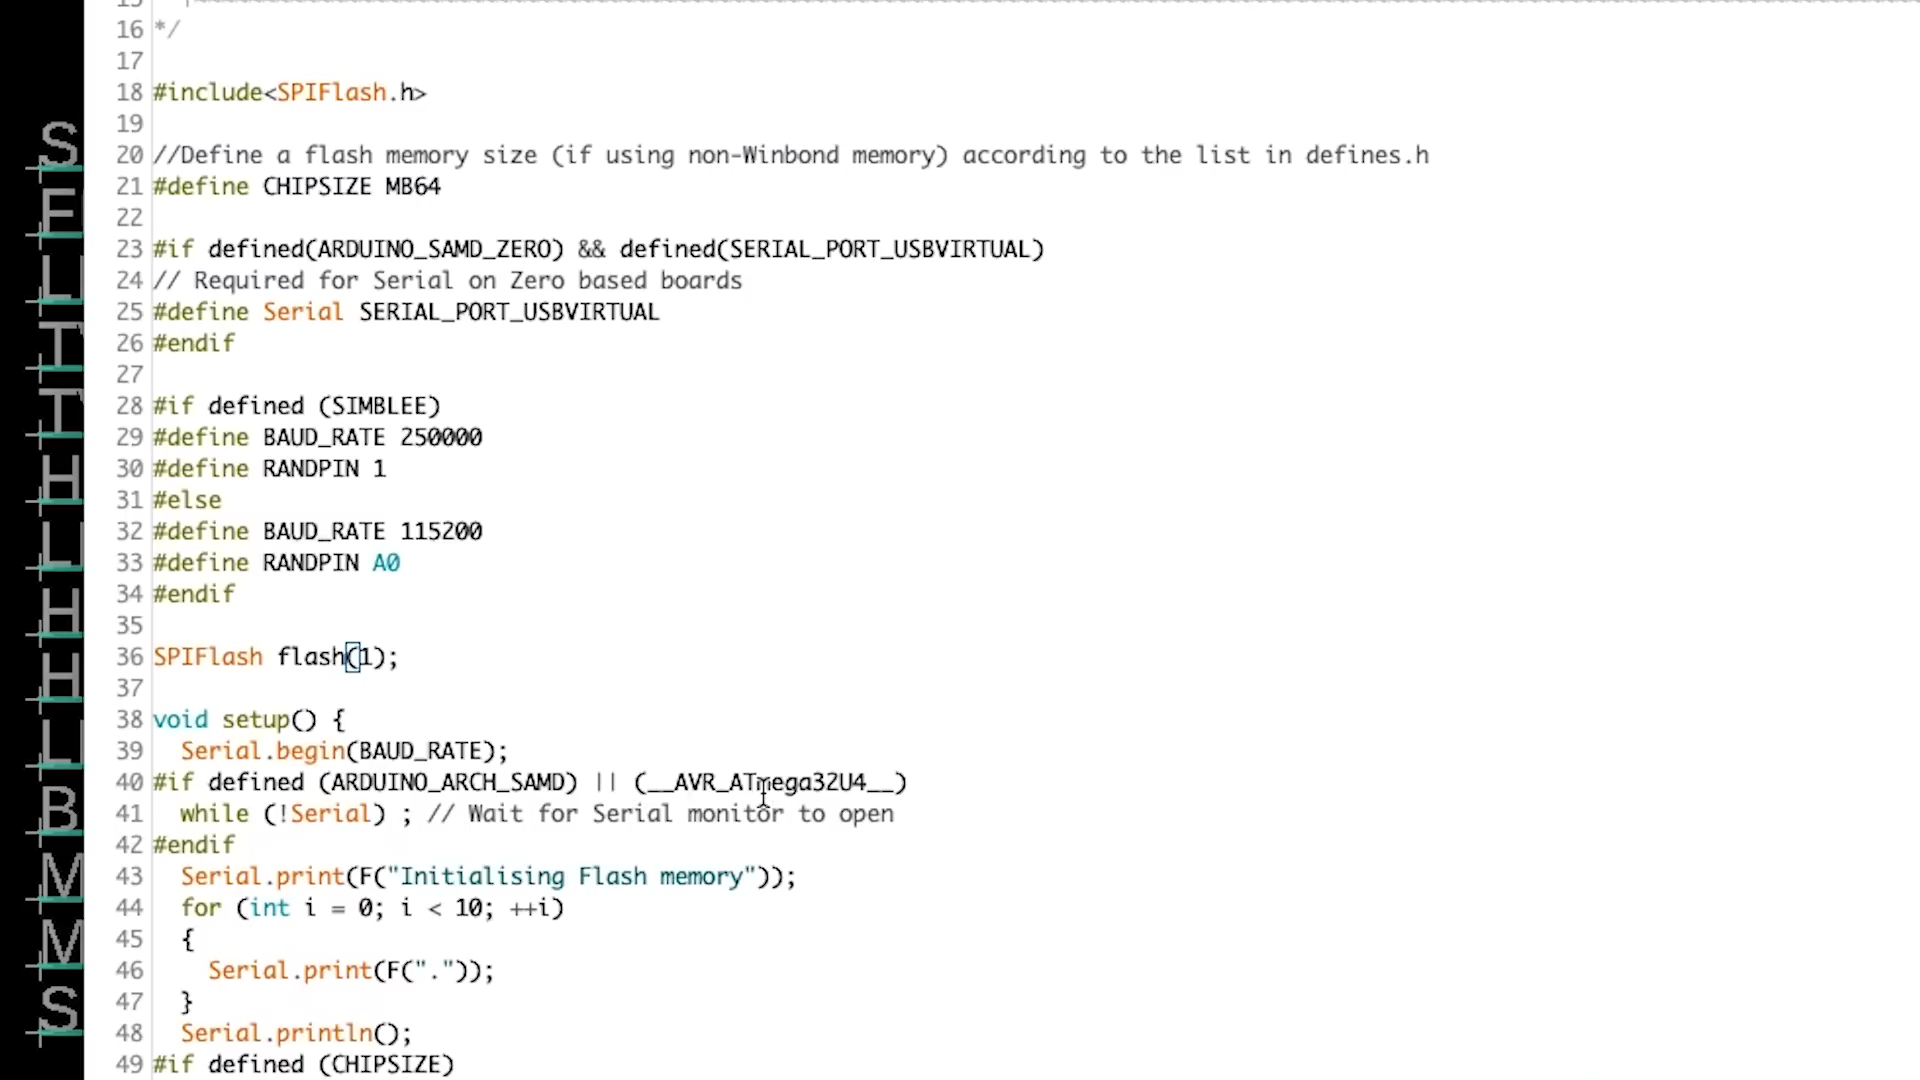 16 */
17
18 #include<SPIFlash.h>
19
20 //Define a flash memory size (if using non-Winbond memory) according to the list in defines.h
21 #define CHIPSIZE MB64
22
23 #if defined(ARDUINO_SAMD_ZERO) && defined(SERIAL_PORT_USBVIRTUAL)
24 // Required for Serial on Zero based boards
25 #define Serial SERIAL_PORT_USBVIRTUAL
26 #endif
27
28 #if defined (SIMBLEE)
29 #define BAUD_RATE 250000
30 #define RANDPIN 1
31 #else
32 #define BAUD_RATE 115200
33 #define RANDPIN A0
34 #endif
35
36 SPIFlash flash(1);
37
38 void setup() {
39   Serial.begin(BAUD_RATE);
40 #if defined (ARDUINO_ARCH_SAMD) || (__AVR_ATmega32U4__)
41   while (!Serial) ; // Wait for Serial monitor to open
42 #endif
43   Serial.print(F("Initialising Flash memory"));
44   for (int i = 0; i < 10; ++i)
45   {
46     Serial.print(F("."));
47   }
48   Serial.println();
49 #if defined (CHIPSIZE)